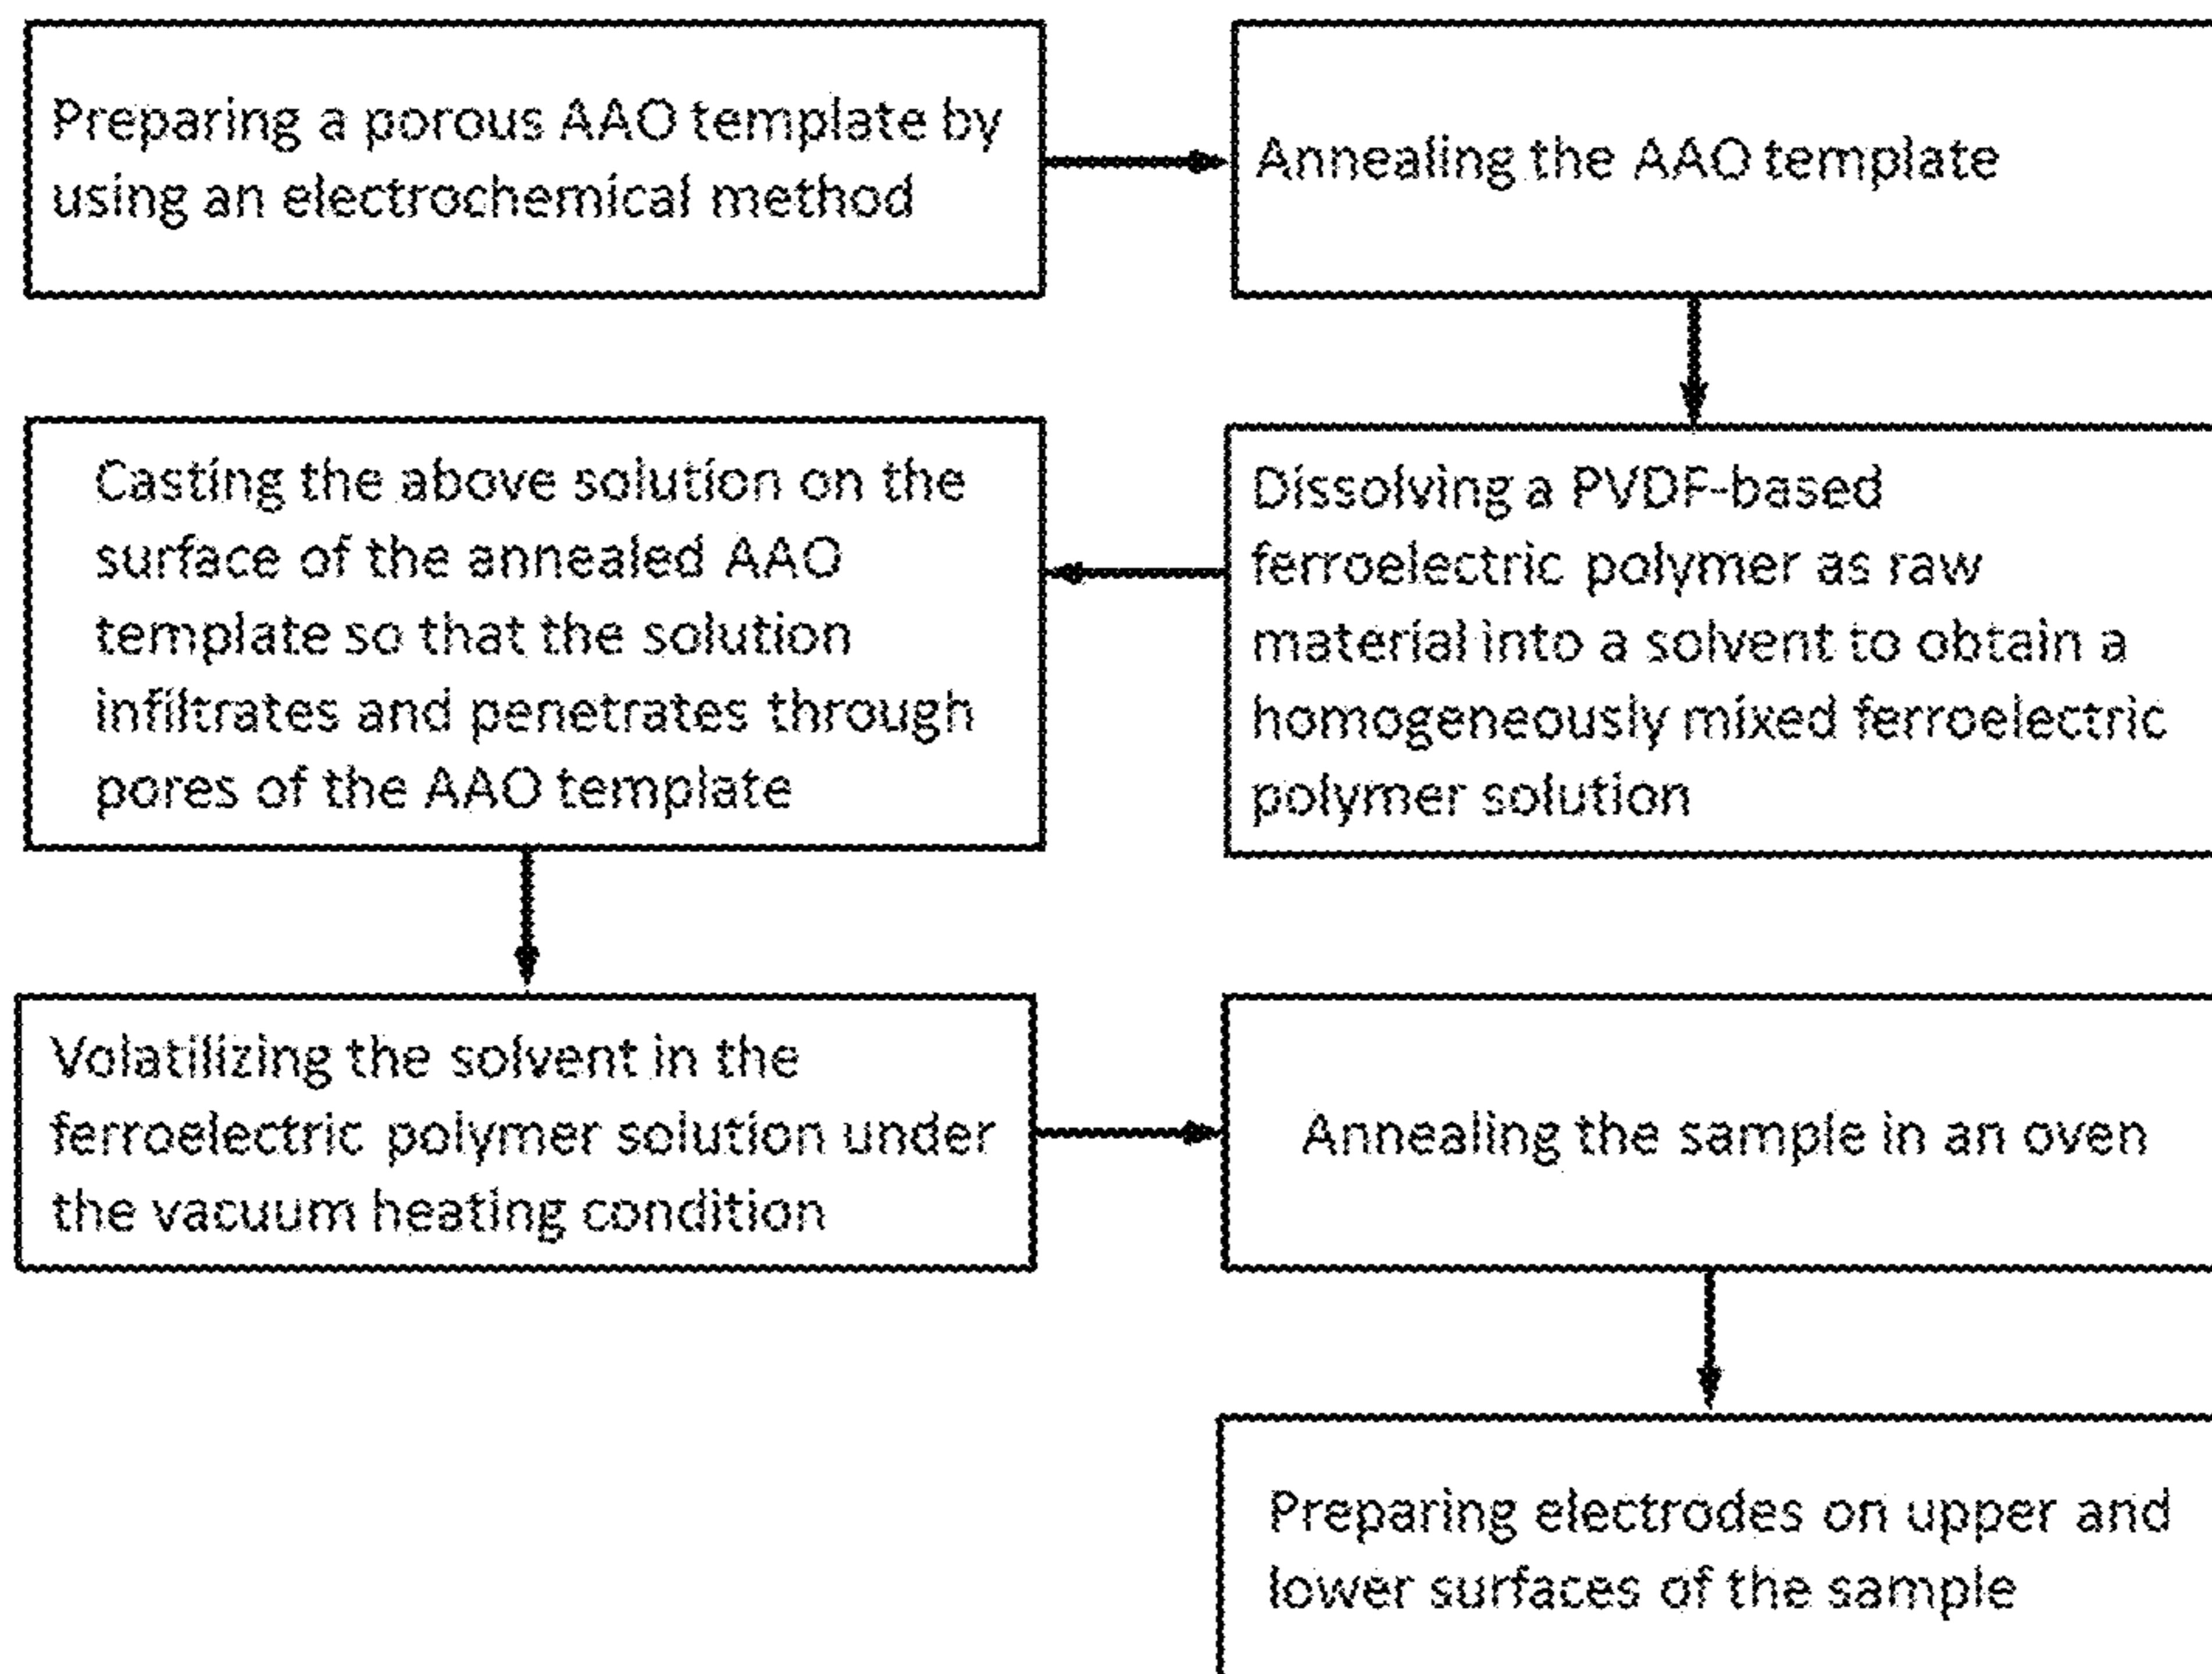 Preparing a porous AAO template by
using an electrochemical method
Annealing the AAO template
Dissolving a PVDF-based
ferroelectric polymer as raw
material into a solvent to obtain a
homogeneously mixed ferroelectric
polymer solution
Casting the above solution on the
surface of the annealed AAO
template so that the solution
infiltrates and penetrates through
pores of the AAO template
Volatilizing the solvent in the
ferroelectric polymer solution under
the vacuum heating condition
Annealing the sample in an oven
Preparing electrodes on upper and
lower surfaces of the sample